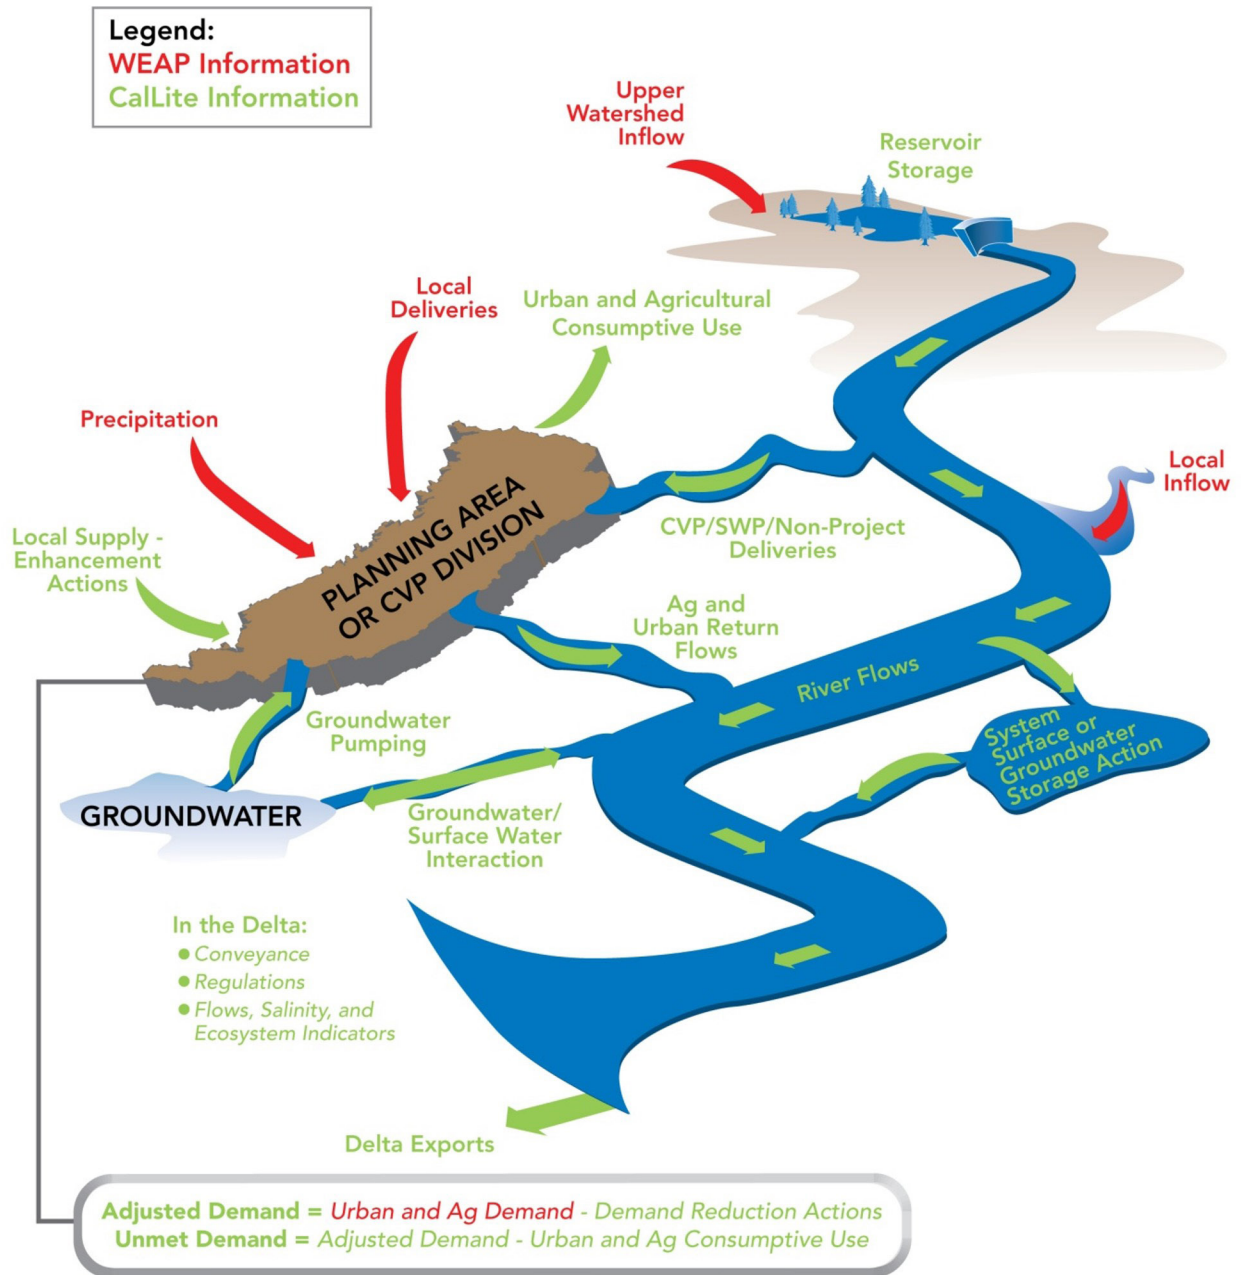 Legend:
WEAP Information
CalLite Information
Upper
Watershed
Inflow
Reservoir
Storage
Local
Deliveries
Urban and Agricultural
Consumptive Use
Precipitation
Local
Inflow
PLANNING AREA
OR CVP DIVISION
CVP/SWP/Non-Project
Deliveries
Local Supply -
Enhancement
Actions
Ag and
Urban Return
Flows
River Flows
Groundwater
Pumping
System
Surface or
Groundwater
Storage Action
GROUNDWATER
Groundwater/
Surface Water
Interaction
In the Delta:
• Conveyance
• Regulations
• Flows, Salinity, and
Ecosystem Indicators
Delta Exports
Adjusted Demand = Urban and Ag Demand - Demand Reduction Actions
Unmet Demand = Adjusted Demand - Urban and Ag Consumptive Use